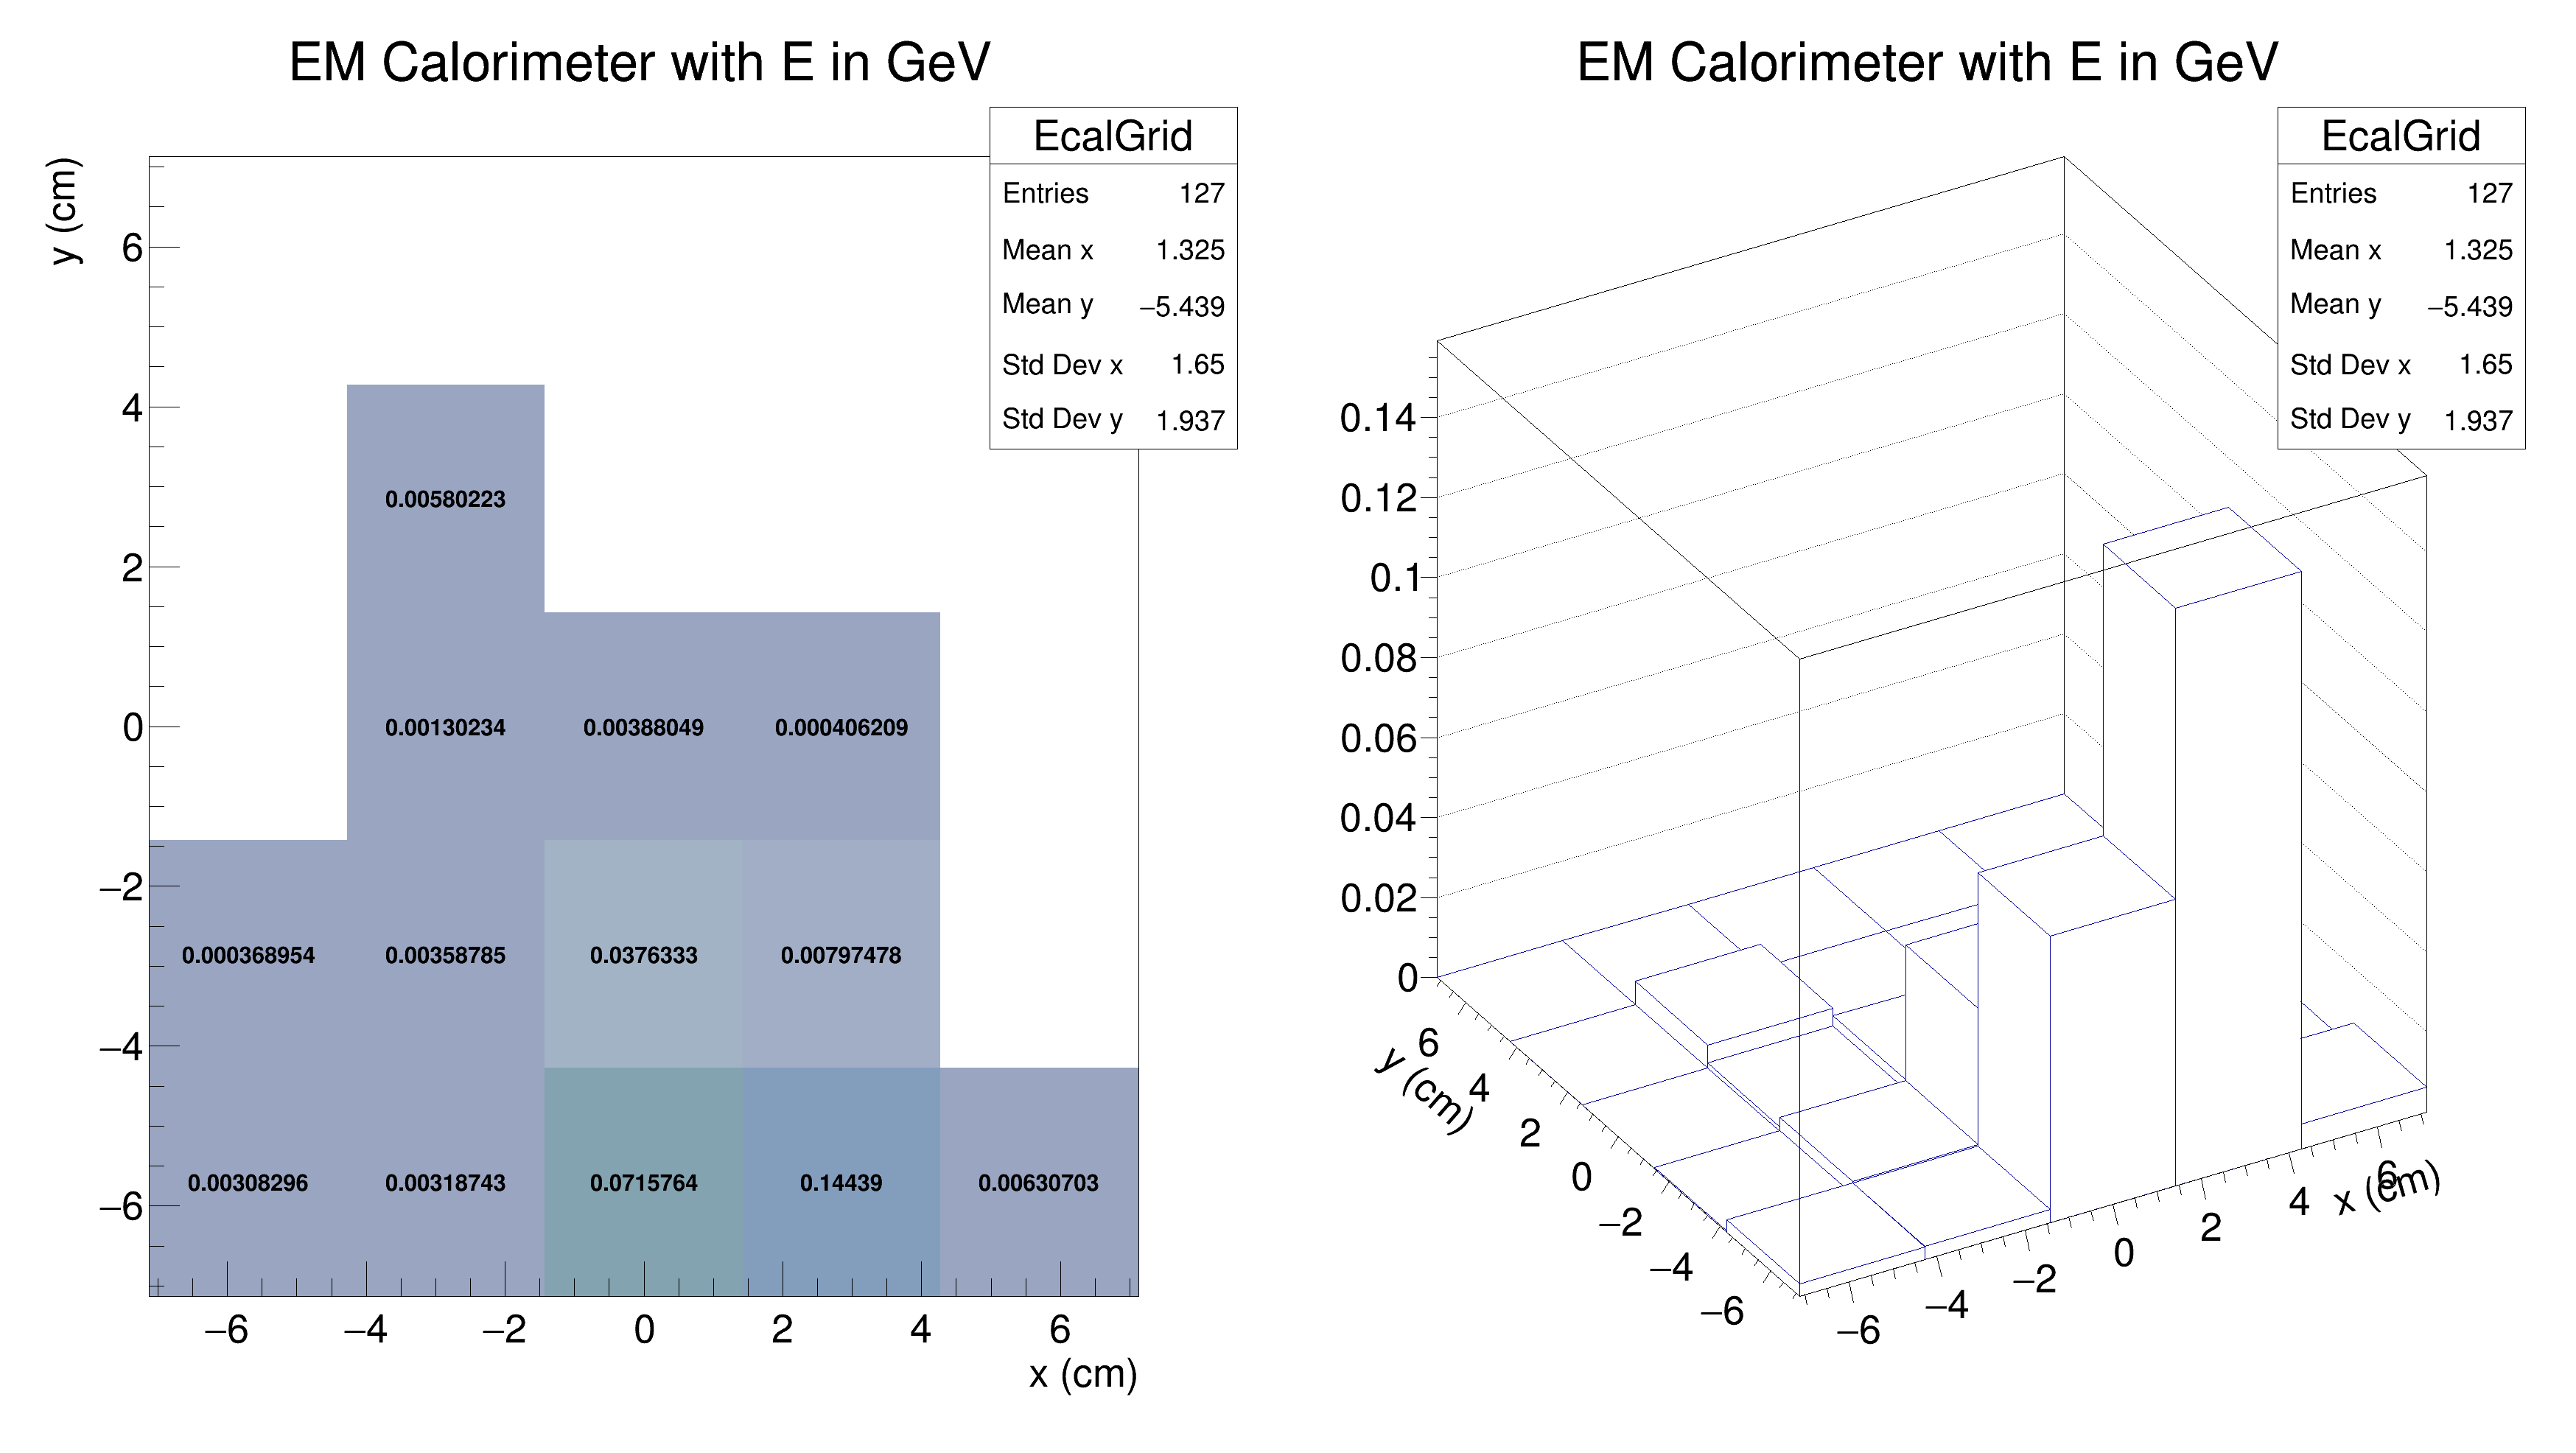 EM Calorimeter with E in GeV
EcalGrid
Entries 127
Mean x 1.325
Mean y −5.439
Std Dev x 1.65
Std Dev y 1.937
y (cm)
6
4
2
0
−2
−4
−6
0.00580223
0.00130234 0.00388049 0.000406209
0.000368954 0.00358785 0.0376333 0.00797478
0.00308296 0.00318743 0.0715764 0.14439 0.00630703
−6 −4 −2 0 2 4 6
x (cm)
EM Calorimeter with E in GeV
EcalGrid
Entries 127
Mean x 1.325
Mean y −5.439
Std Dev x 1.65
Std Dev y 1.937
0.14
0.12
0.1
0.08
0.06
0.04
0.02
0
6
4
2
0
−2
−4
−6
y (cm)
−6
−4
−2
0
2
4
6
x (cm)